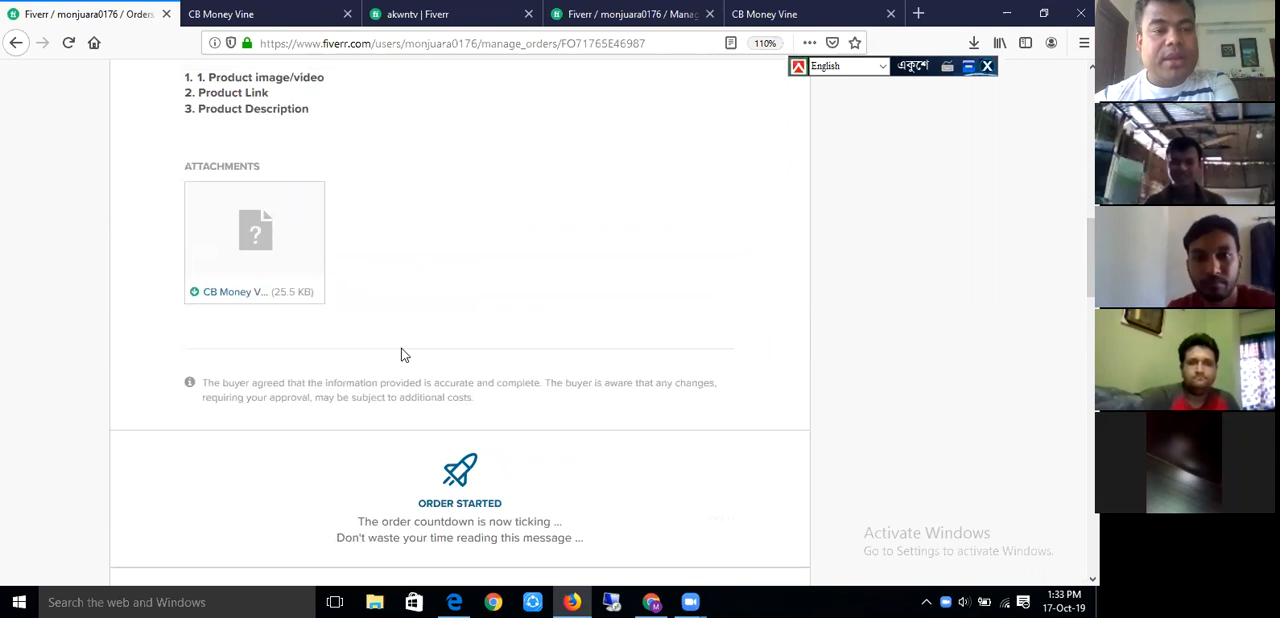 Fiverr / monjuara0176 / Orders
CB Money Vine
akwntv | Fiverr
Fiverr / monjuara0176 / Manag
CB Money Vine
https://www.fiverr.com/users/monjuara0176/manage_orders/FO71765E46987
110%
English
একুশে
1. 1. Product image/video
2. Product Link
3. Product Description
ATTACHMENTS
?
CB Money V... (25.5 KB)
The buyer agreed that the information provided is accurate and complete. The buyer is aware that any changes,
requiring your approval, may be subject to additional costs.
ORDER STARTED
The order countdown is now ticking ...
Don't waste your time reading this message ...
Activate Windows
Go to Settings to activate Windows.
Search the web and Windows
1:33 PM
17-Oct-19